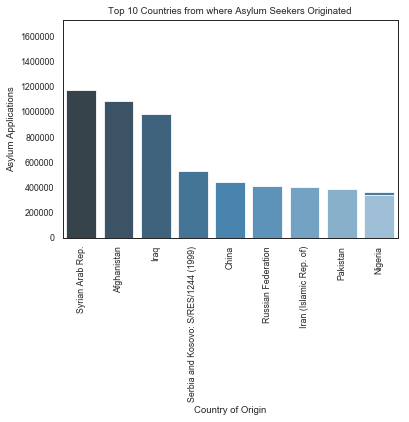 Top 10 Countries from where Asylum Seekers Originated
1600000
1400000
1200000
1000000
800000
600000
400000
200000
0
Asylum Applications
Syrian Arab Rep.
Afghanistan
Iraq
Serbia and Kosovo: S/RES/1244 (1999)
China
Russian Federation
Iran (Islamic Rep. of)
Pakistan
Nigeria
Country of Origin